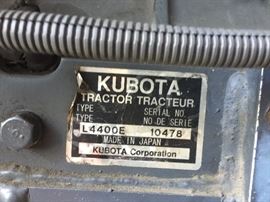 KUBOTA
TRACTOR TRACTEUR
TYPE SERIAL NO.
TYPE NO DE SERIE
L4400E 10478
MADE IN JAPAN
KUBOTA Corporation